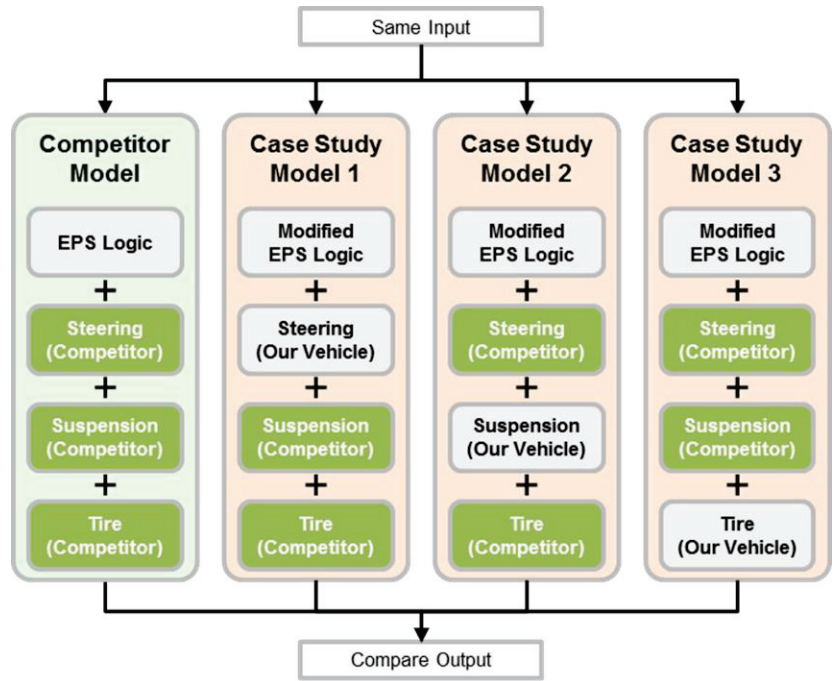 Same Input
Competitor
Model
EPS Logic
+
Steering
(Competitor)
+
Suspension
(Competitor)
+
Tire
(Competitor)
Case Study
Model 1
Modified
EPS Logic
+
Steering
(Our Vehicle)
+
Suspension
(Competitor)
+
Tire
(Competitor)
Case Study
Model 2
Modified
EPS Logic
+
Steering
(Competitor)
+
Suspension
(Our Vehicle)
+
Tire
(Competitor)
Case Study
Model 3
Modified
EPS Logic
+
Steering
(Competitor)
+
Suspension
(Competitor)
+
Tire
(Our Vehicle)
Compare Output